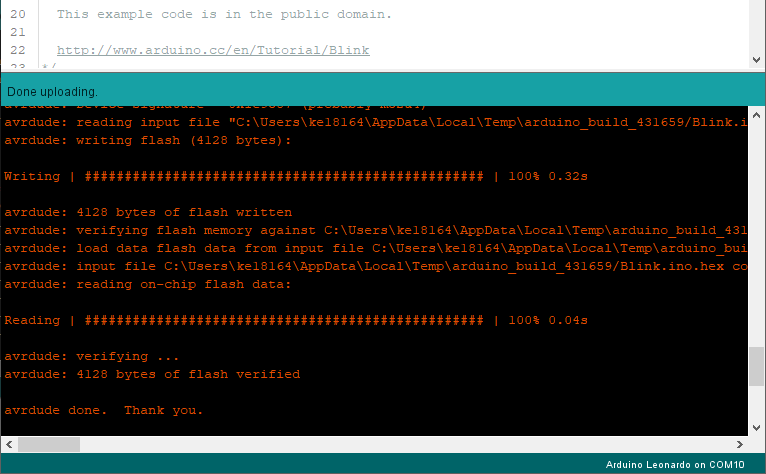 20 This example code is in the public domain.
21
22 http://www.arduino.cc/en/Tutorial/Blink
23 */
Done uploading.
avrdude: reading input file "C:\Users\ke18164\AppData\Local\Temp\arduino_build_431659/Blink.i
avrdude: writing flash (4128 bytes):
Writing | ################################################## | 100% 0.32s
avrdude: 4128 bytes of flash written
avrdude: verifying flash memory against C:\Users\ke18164\AppData\Local\Temp\arduino_build_431
avrdude: load data flash data from input file C:\Users\ke18164\AppData\Local\Temp\arduino_bui
avrdude: input file C:\Users\ke18164\AppData\Local\Temp\arduino_build_431659/Blink.ino.hex co
avrdude: reading on-chip flash data:
Reading | ################################################## | 100% 0.04s
avrdude: verifying ...
avrdude: 4128 bytes of flash verified
avrdude done. Thank you.
Arduino Leonardo on COM10